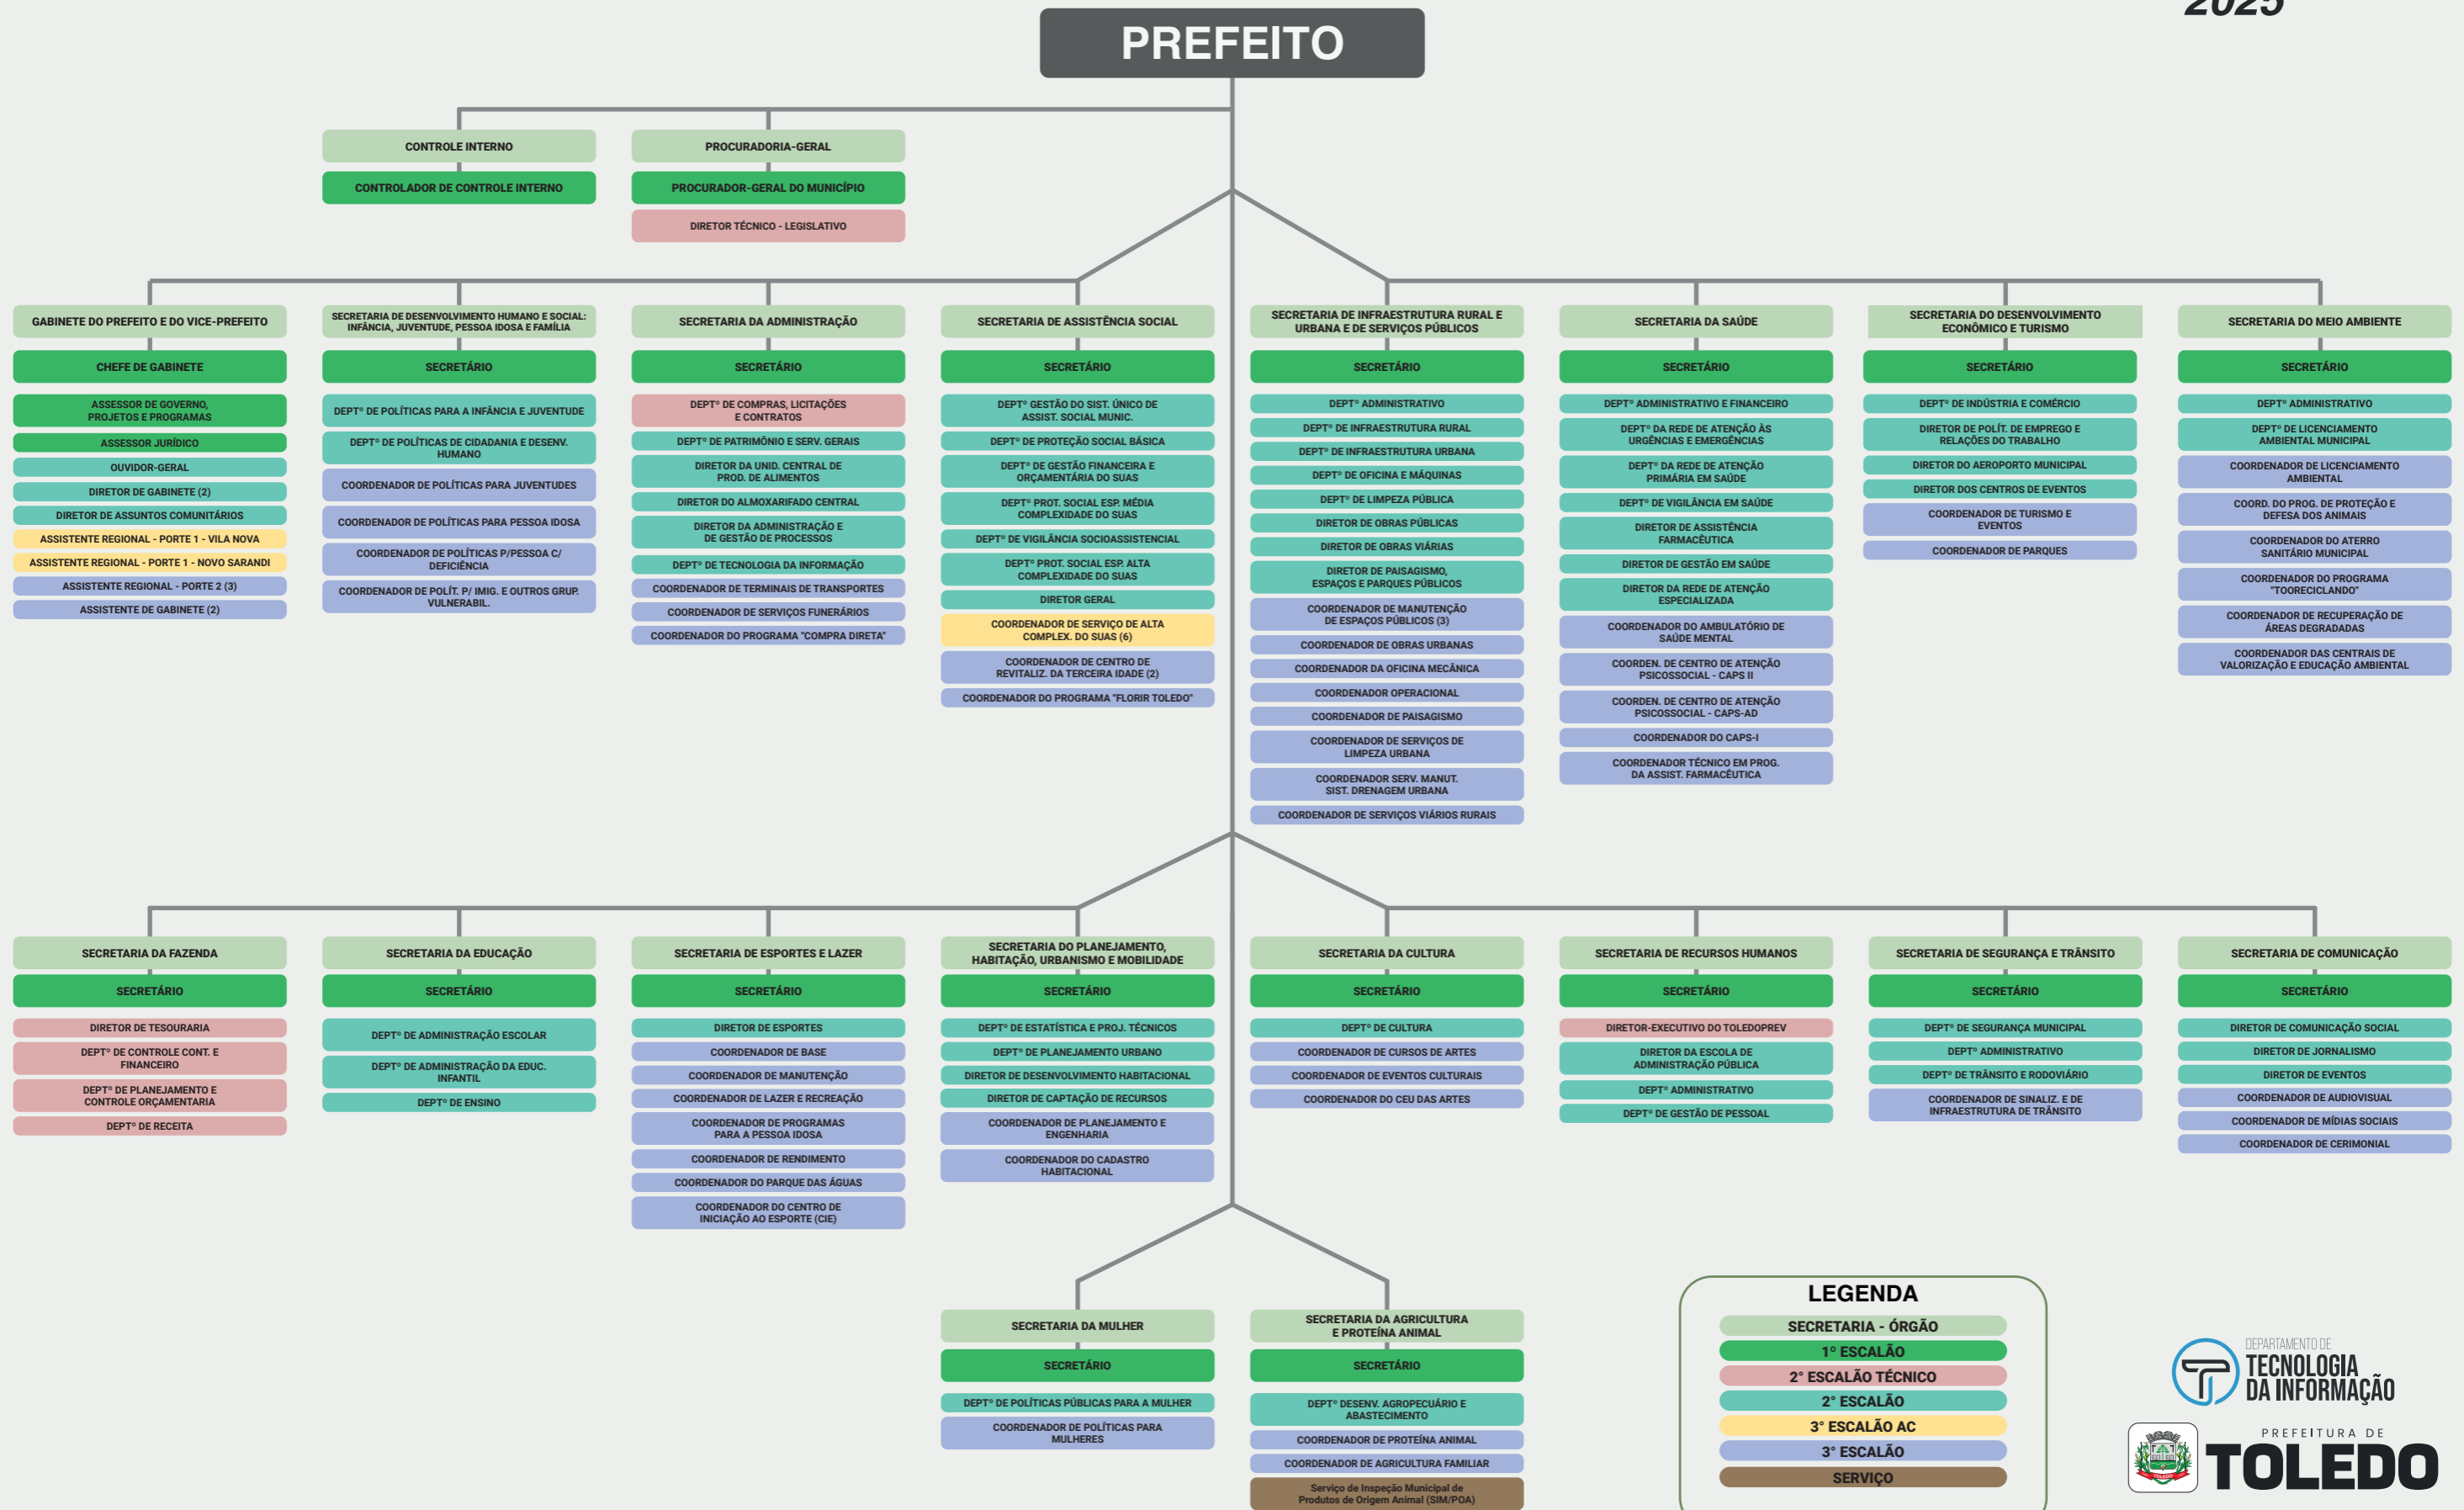 2025
PREFEITO
CONTROLE INTERNO
CONTROLADOR DE CONTROLE INTERNO
PROCURADORIA-GERAL
PROCURADOR-GERAL DO MUNICÍPIO
DIRETOR TÉCNICO - LEGISLATIVO
GABINETE DO PREFEITO E DO VICE-PREFEITO
CHEFE DE GABINETE
ASSESSOR DE GOVERNO,
PROJETOS E PROGRAMAS
ASSESSOR JURÍDICO
OUVIDOR-GERAL
DIRETOR DE GABINETE (2)
DIRETOR DE ASSUNTOS COMUNITÁRIOS
ASSISTENTE REGIONAL - PORTE 1 - VILA NOVA
ASSISTENTE REGIONAL - PORTE 1 - NOVO SARANDI
ASSISTENTE REGIONAL - PORTE 2 (3)
ASSISTENTE DE GABINETE (2)
SECRETARIA DE DESENVOLVIMENTO HUMANO E SOCIAL:
INFÂNCIA, JUVENTUDE, PESSOA IDOSA E FAMÍLIA
SECRETÁRIO
DEPTº DE POLÍTICAS PARA A INFÂNCIA E JUVENTUDE
DEPTº DE POLÍTICAS DE CIDADANIA E DESENV.
HUMANO
COORDENADOR DE POLÍTICAS PARA JUVENTUDES
COORDENADOR DE POLÍTICAS PARA PESSOA IDOSA
COORDENADOR DE POLÍTICAS P/PESSOA C/
DEFICIÊNCIA
COORDENADOR DE POLÍT. P/ IMIG. E OUTROS GRUP.
VULNERABIL.
SECRETARIA DA ADMINISTRAÇÃO
SECRETÁRIO
DEPTº DE COMPRAS, LICITAÇÕES
E CONTRATOS
DEPTº DE PATRIMÔNIO E SERV. GERAIS
DIRETOR DA UNID. CENTRAL DE
PROD. DE ALIMENTOS
DIRETOR DO ALMOXARIFADO CENTRAL
DIRETOR DA ADMINISTRAÇÃO E
DE GESTÃO DE PROCESSOS
DEPTº DE TECNOLOGIA DA INFORMAÇÃO
COORDENADOR DE TERMINAIS DE TRANSPORTES
COORDENADOR DE SERVIÇOS FUNERÁRIOS
COORDENADOR DO PROGRAMA "COMPRA DIRETA"
SECRETARIA DE ASSISTÊNCIA SOCIAL
SECRETÁRIO
DEPTº GESTÃO DO SIST. ÚNICO DE
ASSIST. SOCIAL MUNIC.
DEPTº DE PROTEÇÃO SOCIAL BÁSICA
DEPTº DE GESTÃO FINANCEIRA E
ORÇAMENTÁRIA DO SUAS
DEPTº PROT. SOCIAL ESP. MÉDIA
COMPLEXIDADE DO SUAS
DEPTº DE VIGILÂNCIA SOCIOASSISTENCIAL
DEPTº PROT. SOCIAL ESP. ALTA
COMPLEXIDADE DO SUAS
DIRETOR GERAL
COORDENADOR DE SERVIÇO DE ALTA
COMPLEX. DO SUAS (6)
COORDENADOR DE CENTRO DE
REVITALIZ. DA TERCEIRA IDADE (2)
COORDENADOR DO PROGRAMA "FLORIR TOLEDO"
SECRETARIA DE INFRAESTRUTURA RURAL E
URBANA E DE SERVIÇOS PÚBLICOS
SECRETÁRIO
DEPTº ADMINISTRATIVO
DEPTº DE INFRAESTRUTURA RURAL
DEPTº DE INFRAESTRUTURA URBANA
DEPTº DE OFICINA E MÁQUINAS
DEPTº DE LIMPEZA PÚBLICA
DIRETOR DE OBRAS PÚBLICAS
DIRETOR DE OBRAS VIÁRIAS
DIRETOR DE PAISAGISMO,
ESPAÇOS E PARQUES PÚBLICOS
COORDENADOR DE MANUTENÇÃO
DE ESPAÇOS PÚBLICOS (3)
COORDENADOR DE OBRAS URBANAS
COORDENADOR DA OFICINA MECÂNICA
COORDENADOR OPERACIONAL
COORDENADOR DE PAISAGISMO
COORDENADOR DE SERVIÇOS DE
LIMPEZA URBANA
COORDENADOR SERV. MANUT.
SIST. DRENAGEM URBANA
COORDENADOR DE SERVIÇOS VIÁRIOS RURAIS
SECRETARIA DA SAÚDE
SECRETÁRIO
DEPTº ADMINISTRATIVO E FINANCEIRO
DEPTº DA REDE DE ATENÇÃO ÀS
URGÊNCIAS E EMERGÊNCIAS
DEPTº DA REDE DE ATENÇÃO
PRIMÁRIA EM SAÚDE
DEPTº DE VIGILÂNCIA EM SAÚDE
DIRETOR DE ASSISTÊNCIA
FARMACÊUTICA
DIRETOR DE GESTÃO EM SAÚDE
DIRETOR DA REDE DE ATENÇÃO
ESPECIALIZADA
COORDENADOR DO AMBULATÓRIO DE
SAÚDE MENTAL
COORDEN. DE CENTRO DE ATENÇÃO
PSICOSSOCIAL - CAPS II
COORDEN. DE CENTRO DE ATENÇÃO
PSICOSSOCIAL - CAPS-AD
COORDENADOR DO CAPS-I
COORDENADOR TÉCNICO EM PROG.
DA ASSIST. FARMACÊUTICA
SECRETARIA DO DESENVOLVIMENTO
ECONÔMICO E TURISMO
SECRETÁRIO
DEPTº DE INDÚSTRIA E COMÉRCIO
DIRETOR DE POLÍT. DE EMPREGO E
RELAÇÕES DO TRABALHO
DIRETOR DO AEROPORTO MUNICIPAL
DIRETOR DOS CENTROS DE EVENTOS
COORDENADOR DE TURISMO E
EVENTOS
COORDENADOR DE PARQUES
SECRETARIA DO MEIO AMBIENTE
SECRETÁRIO
DEPTº ADMINISTRATIVO
DEPTº DE LICENCIAMENTO
AMBIENTAL MUNICIPAL
COORDENADOR DE LICENCIAMENTO
AMBIENTAL
COORD. DO PROG. DE PROTEÇÃO E
DEFESA DOS ANIMAIS
COORDENADOR DO ATERRO
SANITÁRIO MUNICIPAL
COORDENADOR DO PROGRAMA
"TOORECICLANDO"
COORDENADOR DE RECUPERAÇÃO DE
ÁREAS DEGRADADAS
COORDENADOR DAS CENTRAIS DE
VALORIZAÇÃO E EDUCAÇÃO AMBIENTAL
SECRETARIA DA FAZENDA
SECRETÁRIO
DIRETOR DE TESOURARIA
DEPTº DE CONTROLE CONT. E
FINANCEIRO
DEPTº DE PLANEJAMENTO E
CONTROLE ORÇAMENTARIA
DEPTº DE RECEITA
SECRETARIA DA EDUCAÇÃO
SECRETÁRIO
DEPTº DE ADMINISTRAÇÃO ESCOLAR
DEPTº DE ADMINISTRAÇÃO DA EDUC.
INFANTIL
DEPTº DE ENSINO
SECRETARIA DE ESPORTES E LAZER
SECRETÁRIO
DIRETOR DE ESPORTES
COORDENADOR DE BASE
COORDENADOR DE MANUTENÇÃO
COORDENADOR DE LAZER E RECREAÇÃO
COORDENADOR DE PROGRAMAS
PARA A PESSOA IDOSA
COORDENADOR DE RENDIMENTO
COORDENADOR DO PARQUE DAS ÁGUAS
COORDENADOR DO CENTRO DE
INICIAÇÃO AO ESPORTE (CIE)
SECRETARIA DO PLANEJAMENTO,
HABITAÇÃO, URBANISMO E MOBILIDADE
SECRETÁRIO
DEPTº DE ESTATÍSTICA E PROJ. TÉCNICOS
DEPTº DE PLANEJAMENTO URBANO
DIRETOR DE DESENVOLVIMENTO HABITACIONAL
DIRETOR DE CAPTAÇÃO DE RECURSOS
COORDENADOR DE PLANEJAMENTO E
ENGENHARIA
COORDENADOR DO CADASTRO
HABITACIONAL
SECRETARIA DA CULTURA
SECRETÁRIO
DEPTº DE CULTURA
COORDENADOR DE CURSOS DE ARTES
COORDENADOR DE EVENTOS CULTURAIS
COORDENADOR DO CEU DAS ARTES
SECRETARIA DE RECURSOS HUMANOS
SECRETÁRIO
DIRETOR-EXECUTIVO DO TOLEDOPREV
DIRETOR DA ESCOLA DE
ADMINISTRAÇÃO PÚBLICA
DEPTº ADMINISTRATIVO
DEPTº DE GESTÃO DE PESSOAL
SECRETARIA DE SEGURANÇA E TRÂNSITO
SECRETÁRIO
DEPTº DE SEGURANÇA MUNICIPAL
DEPTº ADMINISTRATIVO
DEPTº DE TRÂNSITO E RODOVIÁRIO
COORDENADOR DE SINALIZ. E DE
INFRAESTRUTURA DE TRÂNSITO
SECRETARIA DE COMUNICAÇÃO
SECRETÁRIO
DIRETOR DE COMUNICAÇÃO SOCIAL
DIRETOR DE JORNALISMO
DIRETOR DE EVENTOS
COORDENADOR DE AUDIOVISUAL
COORDENADOR DE MÍDIAS SOCIAIS
COORDENADOR DE CERIMONIAL
SECRETARIA DA MULHER
SECRETÁRIO
DEPTº DE POLÍTICAS PÚBLICAS PARA A MULHER
COORDENADOR DE POLÍTICAS PARA
MULHERES
SECRETARIA DA AGRICULTURA
E PROTEÍNA ANIMAL
SECRETÁRIO
DEPTº DESENV. AGROPECUÁRIO E
ABASTECIMENTO
COORDENADOR DE PROTEÍNA ANIMAL
COORDENADOR DE AGRICULTURA FAMILIAR
Serviço de Inspeção Municipal de
Produtos de Origem Animal (SIM/POA)
LEGENDA
SECRETARIA - ÓRGÃO
1º ESCALÃO
2° ESCALÃO TÉCNICO
2° ESCALÃO
3° ESCALÃO AC
3° ESCALÃO
SERVIÇO
DEPARTAMENTO DE
TECNOLOGIA
DA INFORMAÇÃO
PREFEITURA DE
TOLEDO
TOLEDO